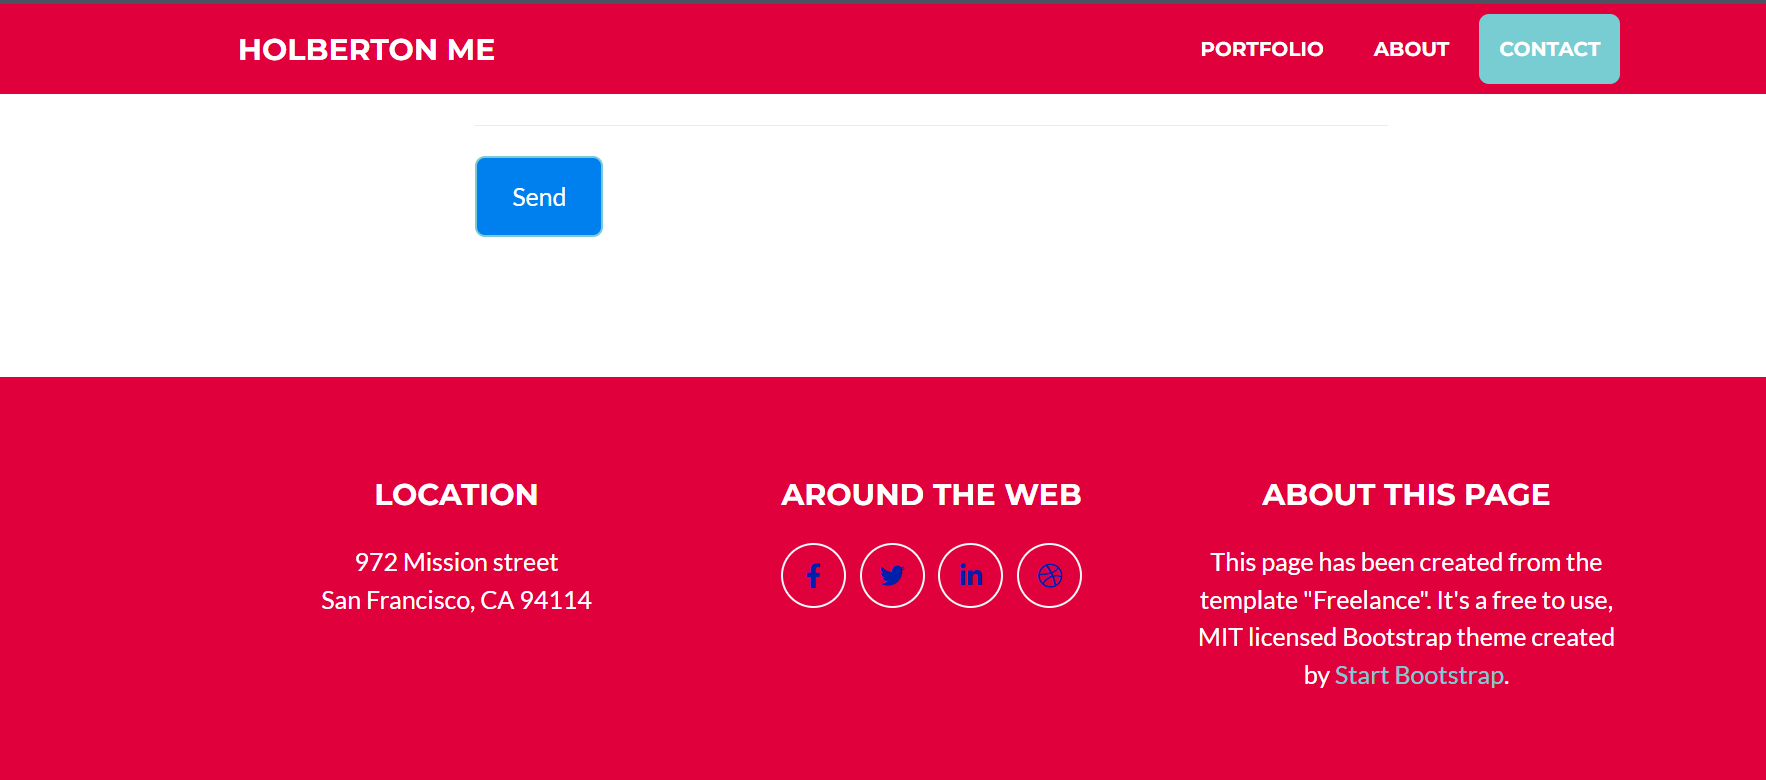 HOLBERTON ME
PORTFOLIO
ABOUT
CONTACT
Send
LOCATION
972 Mission street
San Francisco, CA 94114
AROUND THE WEB
ABOUT THIS PAGE
This page has been created from the
template "Freelance". It's a free to use,
MIT licensed Bootstrap theme created
by Start Bootstrap.